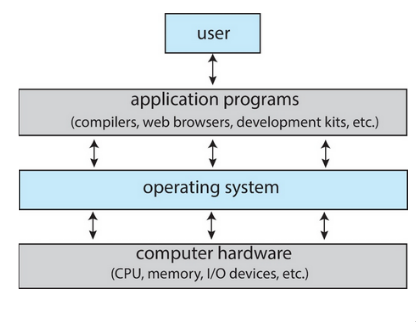 user
application programs
(compilers, web browsers, development kits, etc.)
operating system
computer hardware
(CPU, memory, I/O devices, etc.)